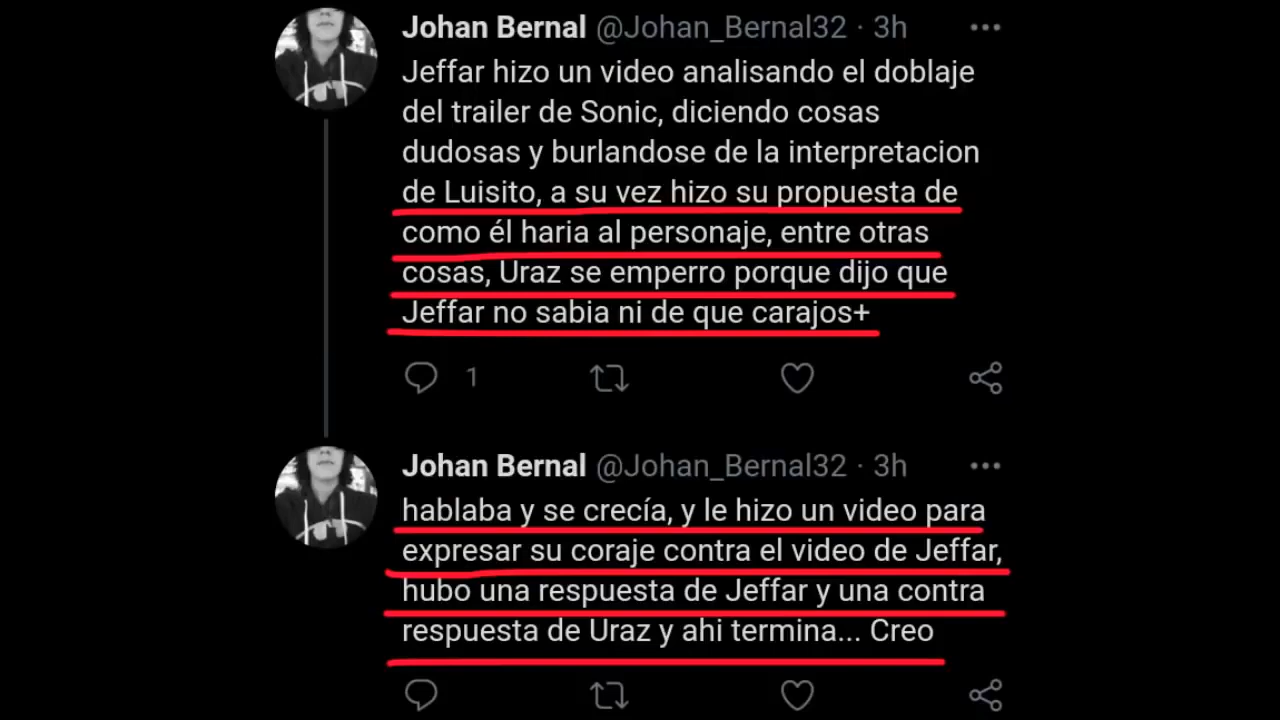 Johan Bernal @Johan_Bernal32 · 3h
Jeffar hizo un video analisando el doblaje
del trailer de Sonic, diciendo cosas
dudosas y burlandose de la interpretacion
de Luisito, a su vez hizo su propuesta de
como él haria al personaje, entre otras
cosas, Uraz se emperro porque dijo que
Jeffar no sabia ni de que carajos+
1
Johan Bernal @Johan_Bernal32 · 3h
hablaba y se crecía, y le hizo un video para
expresar su coraje contra el video de Jeffar,
hubo una respuesta de Jeffar y una contra
respuesta de Uraz y ahi termina... Creo